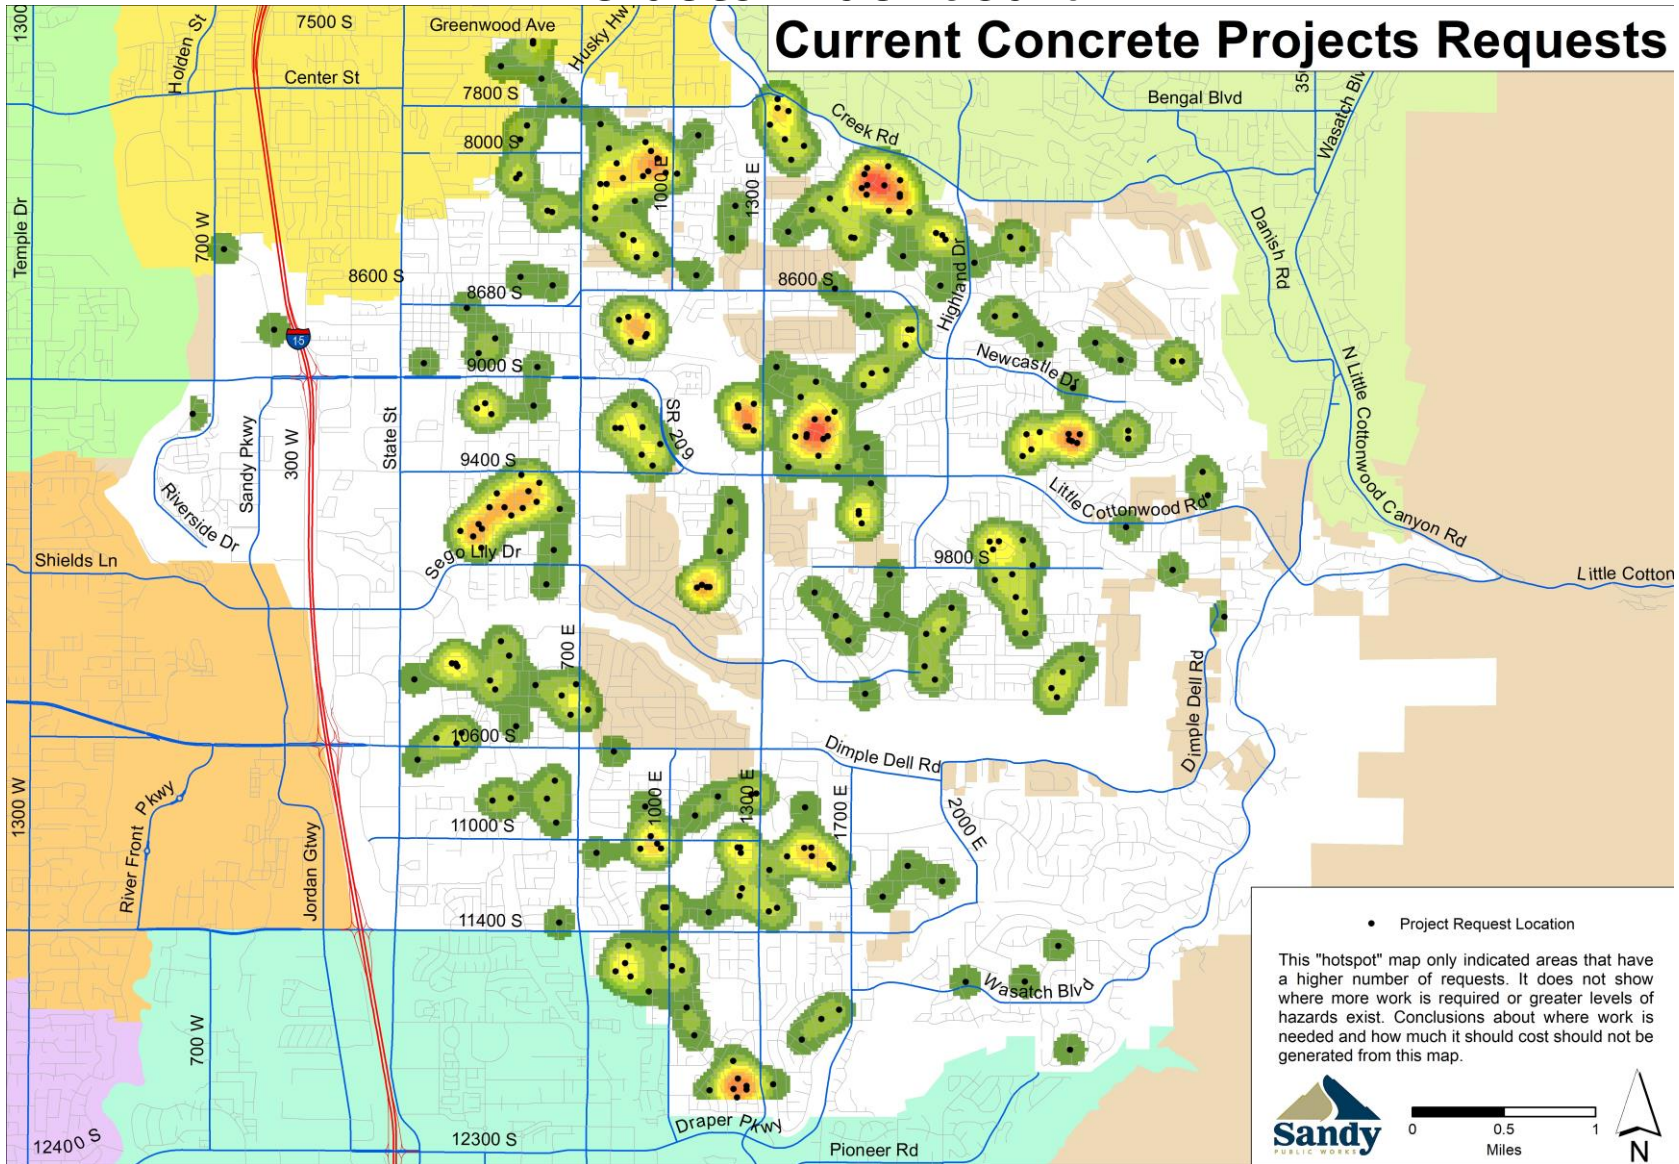 Current Concrete Projects Requests
1300
Holden St
7500 S
Greenwood Ave
Husky Hwy
Center St
7800 S
Bengal Blvd
Wasatch Blv
Creek Rd
8000 S
1000 E
1300 E
Temple Dr
700 W
Danish Rd
8600 S
8600 S
8680 S
Highland Dr
15
9000 S
Newcastle Dr
N Little Cottonwood Canyon Rd
SR 209
State St
Sandy Pkwy
300 W
9400 S
Little Cottonwood Rd
Riverside Dr
Sego Lily Dr
9800 S
Shields Ln
Little Cotton
700 E
Dimple Dell Rd
10600 S
Dimple Dell Rd
1300 W
River Front Pkwy
1000 E
1300 E
1700 E
2000 E
11000 S
Jordan Gtwy
11400 S
Wasatch Blvd
700 W
Draper Pkwy
12400 S
12300 S
Pioneer Rd
Project Request Location
This "hotspot" map only indicated areas that have
a higher number of requests. It does not show
where more work is required or greater levels of
hazards exist. Conclusions about where work is
needed and how much it should cost should not be
generated from this map.
Sandy
PUBLIC WORKS
0 0.5 1
Miles
N